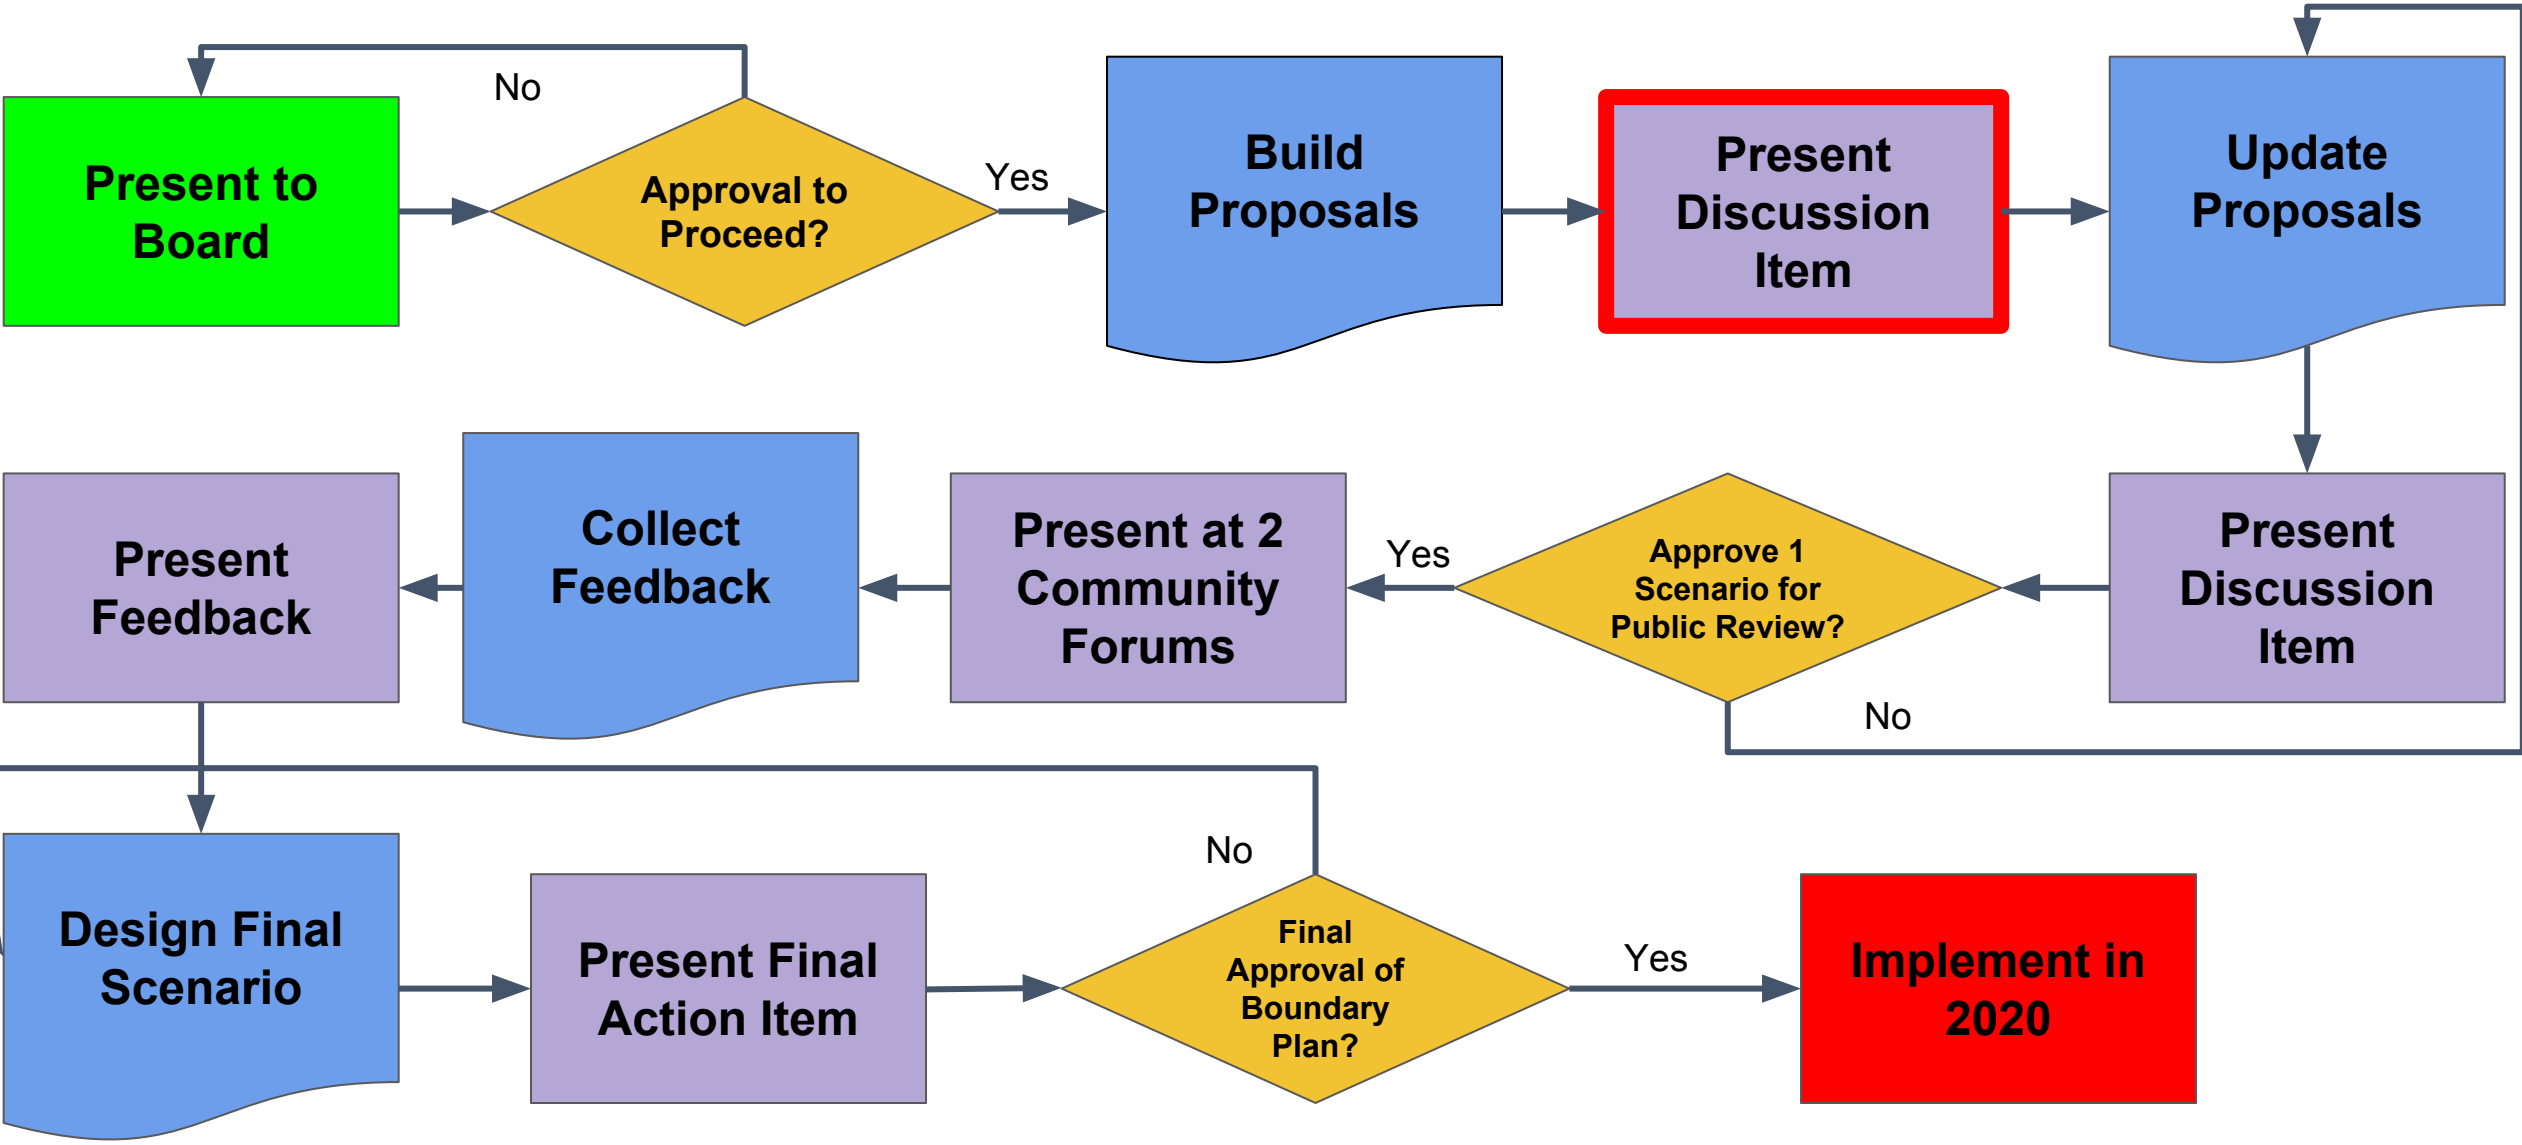 No
Present to
Board
Approval to
Proceed?
Yes
Build
Proposals
Present
Discussion
Item
Update
Proposals
Present
Feedback
Collect
Feedback
Present at 2
Community
Forums
Yes
Approve 1
Scenario for
Public Review?
No
Present
Discussion
Item
Design Final
Scenario
Present Final
Action Item
No
Final
Approval of
Boundary
Plan?
Yes
Implement in
2020